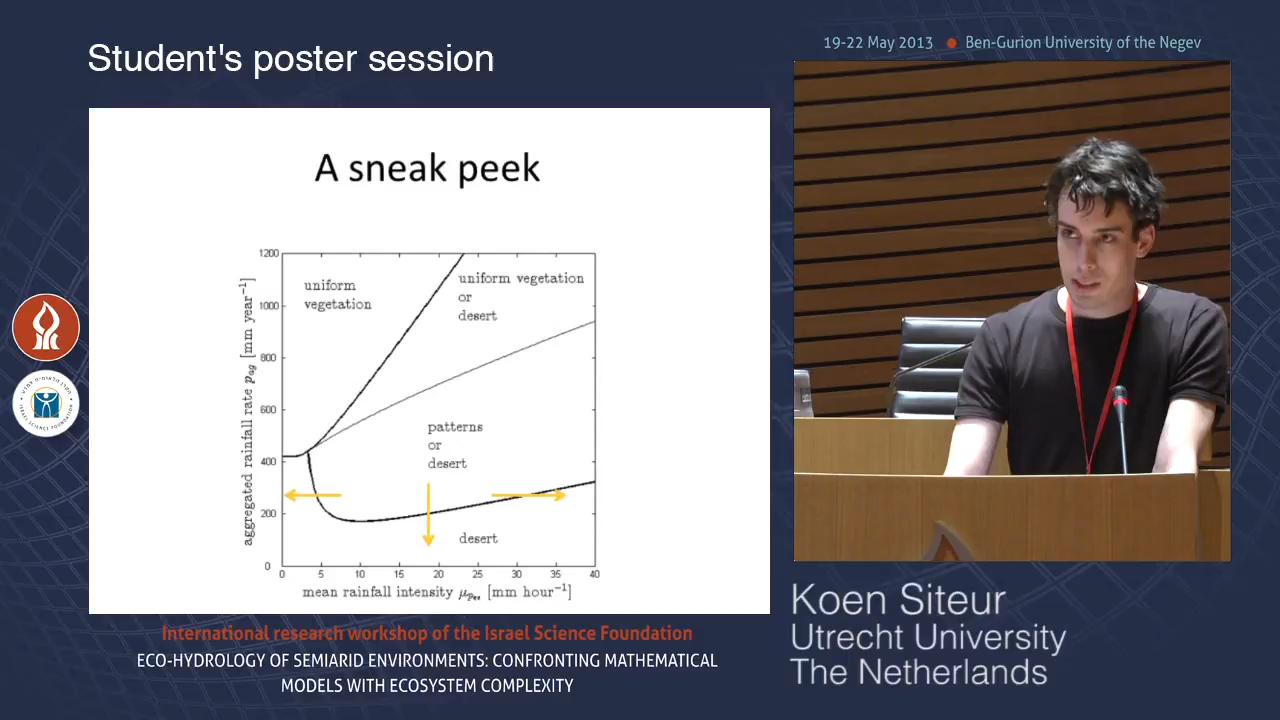 Student's poster session
19-22 May 2013 ● Ben-Gurion University of the Negev
A sneak peek
aggregated rainfall rate p_ag [mm year⁻¹]
1200
1000
800
600
400
200
0
uniform
vegetation
uniform vegetation
or
desert
patterns
or
desert
desert
0 5 10 15 20 25 30 35 40
mean rainfall intensity μ [mm hour⁻¹]
International research workshop of the Israel Science Foundation
ECO-HYDROLOGY OF SEMIARID ENVIRONMENTS: CONFRONTING MATHEMATICAL
MODELS WITH ECOSYSTEM COMPLEXITY
Koen Siteur
Utrecht University
The Netherlands